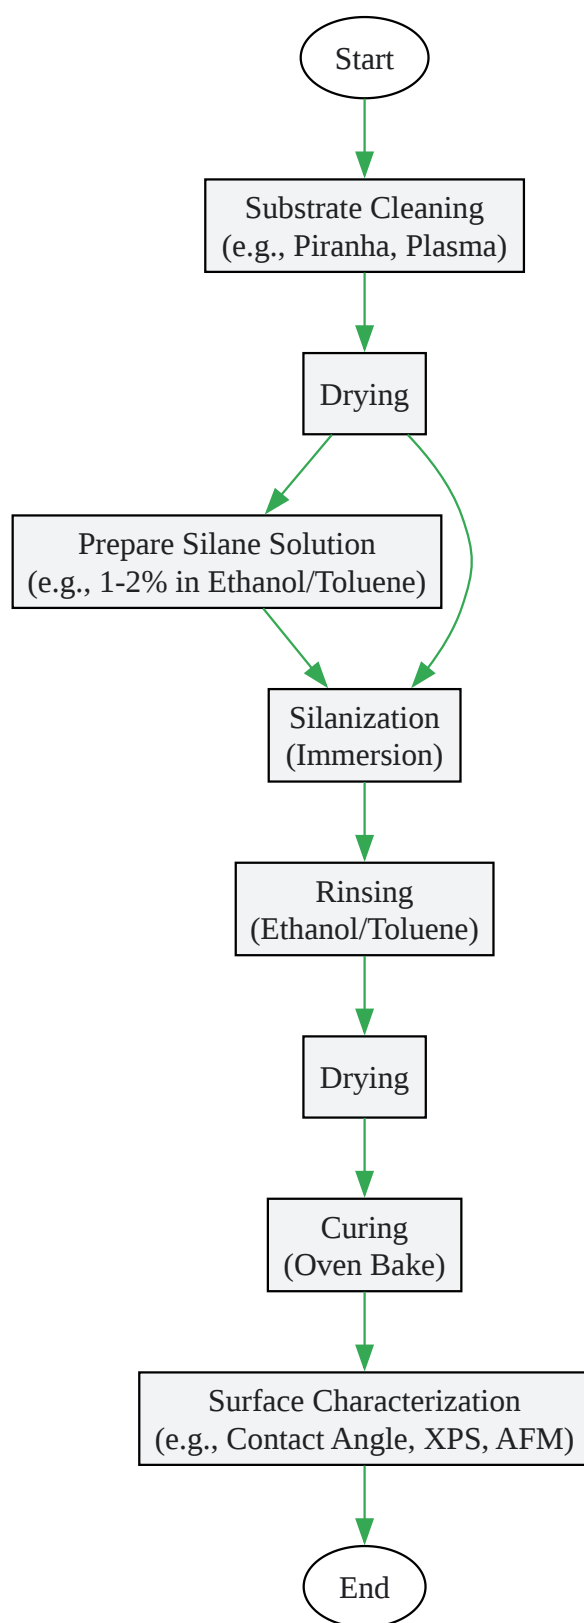 Start
Substrate Cleaning
(e.g., Piranha, Plasma)
Drying
Prepare Silane Solution
(e.g., 1-2% in Ethanol/Toluene)
Silanization
(Immersion)
Rinsing
(Ethanol/Toluene)
Drying
Curing
(Oven Bake)
Surface Characterization
(e.g., Contact Angle, XPS, AFM)
End